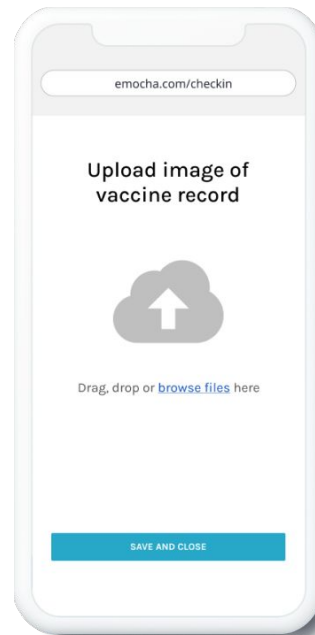 emocha.com/checkin
Upload image of
vaccine record
Drag, drop or browse files here
SAVE AND CLOSE